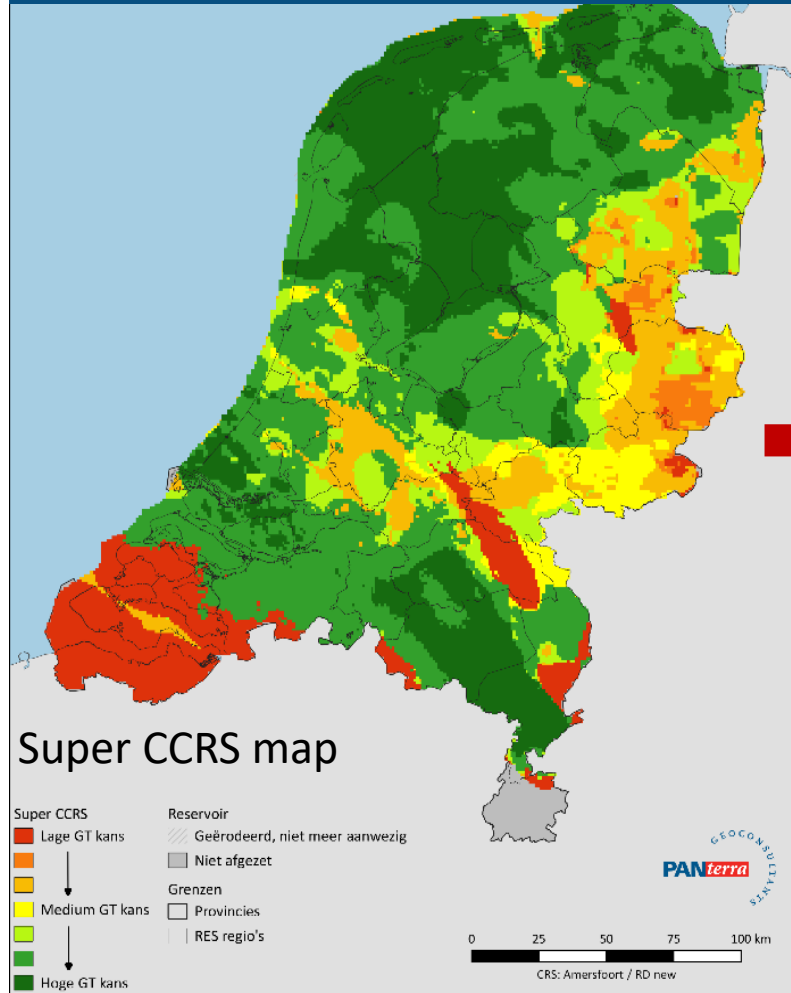 Super CCRS map
Super CCRS
Lage GT kans
Medium GT kans
Hoge GT kans
Reservoir
Geërodeerd, niet meer aanwezig
Niet afgezet
Grenzen
Provincies
RES regio's
PANterra
GEOCONSULTANTS
0 25 50 75 100 km
CRS: Amersfoort / RD new